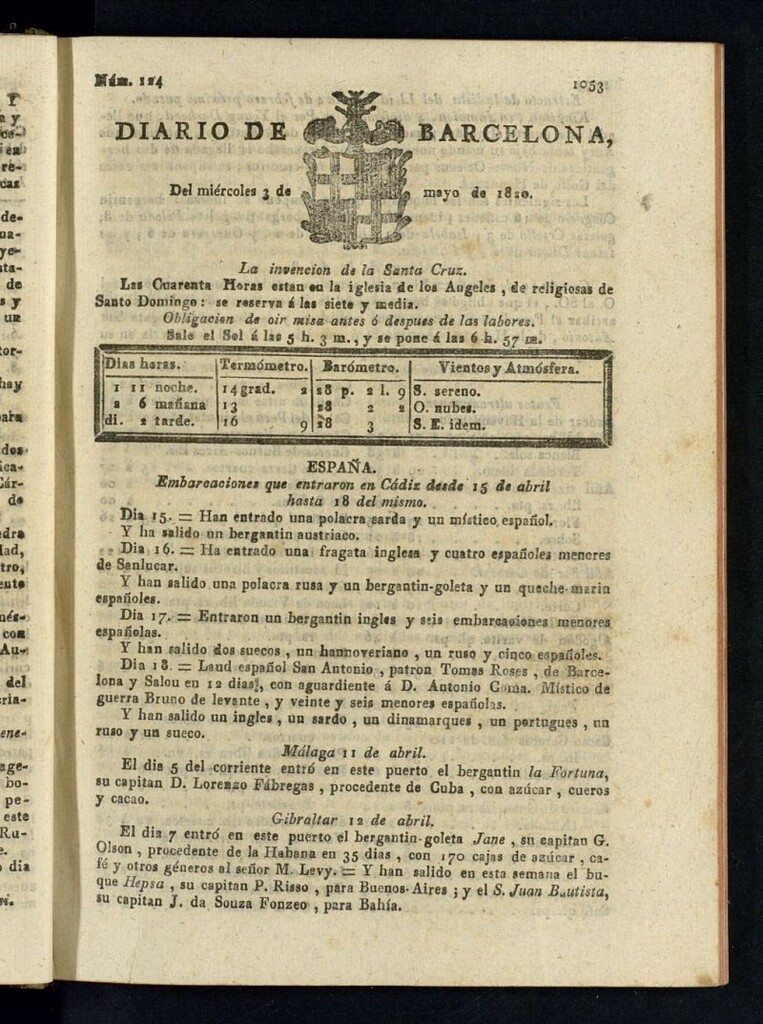 Núm. 124
1053
DIARIO DE BARCELONA,
Del miércoles 3 de mayo de 1820.
La invencion de la Santa Cruz.
Las Cuarenta Horas estan en la iglesia de los Angeles , de religiosas de
Santo Domingo : se reserva á las siete y media.
Obligacion de oir misa antes ó despues de las labores.
Sale el Sol á las 5 h. 3 m., y se pone á las 6 h. 57 m.
Dias horas. Termómetro. Barómetro. Vientos y Atmósfera.
1 11 noche. 14 grad. 2 28 p. 2 l. 9 S. sereno.
2 6 mañana 13 28 2 2 O. nubes.
di. 2 tarde. 16 9 28 3 S. E. idem.
ESPAÑA.
Embarcaciones que entraron en Cádiz desde 15 de abril
hasta 18 del mismo.
Dia 15. = Han entrado una polacra sarda y un místico español.
Y ha salido un bergantin austriaco.
Dia 16. = Ha entrado una fragata inglesa y cuatro españoles menores
de Sanlucar.
Y han salido una polacra rusa y un bergantin-goleta y un queche-marin
españoles.
Dia 17. = Entraron un bergantin ingles y seis embarcaciones menores
españolas.
Y han salido dos suecos , un hannoveriano , un ruso y cinco españoles.
Dia 18. = Laud español San Antonio , patron Tomas Roses , de Barce-
lona y Salou en 12 dias, con aguardiente á D. Antonio Goma. Místico de
guerra Bruno de levante , y veinte y seis menores españolas.
Y han salido un ingles , un sardo , un dinamarques , un portugues , un
ruso y un sueco.
Málaga 11 de abril.
El dia 5 del corriente entró en este puerto el bergantin la Fortuna,
su capitan D. Lorenzo Fábregas , procedente de Cuba , con azúcar , cueros
y cacao.
Gibraltar 12 de abril.
El dia 7 entró en este puerto el bergantin-goleta Jane , su capitan G.
Olson , procedente de la Habana en 35 dias , con 170 cajas de azúcar , ca-
fé y otros géneros al señor M. Levy. = Y han salido en esta semana el bu-
que Hepsa , su capitan P. Risso , para Buenos-Aires ; y el S. Juan Bautista,
su capitan J. da Souza Fonzeo , para Bahía.